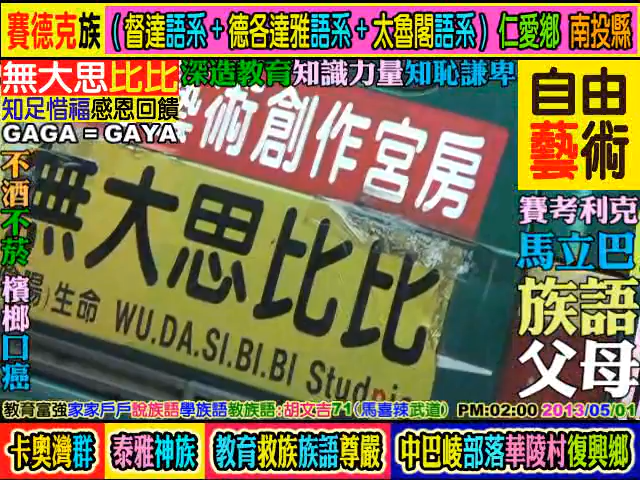 賽德克族 (督達語系+德各達雅語系+太魯閣語系) 仁愛鄉 南投縣
無大思比比
深造教育知識力量知恥謙卑
知足惜福感恩回饋
GAGA = GAYA
自由
藝術
不酒不菸
檳榔口癌
藝術創作宮房
無大思比比
陽)生命 WU.DA.SI.BI.BI Studnio
賽考利克
馬立巴
族語
父母
教育富強家家戶戶說族語學族語教族語:胡文吉71(馬喜辣武道) PM:02:00 2013/05/01
卡奧灣群 泰雅神族 教育救族族語尊嚴 中巴崚部落華陵村復興鄉